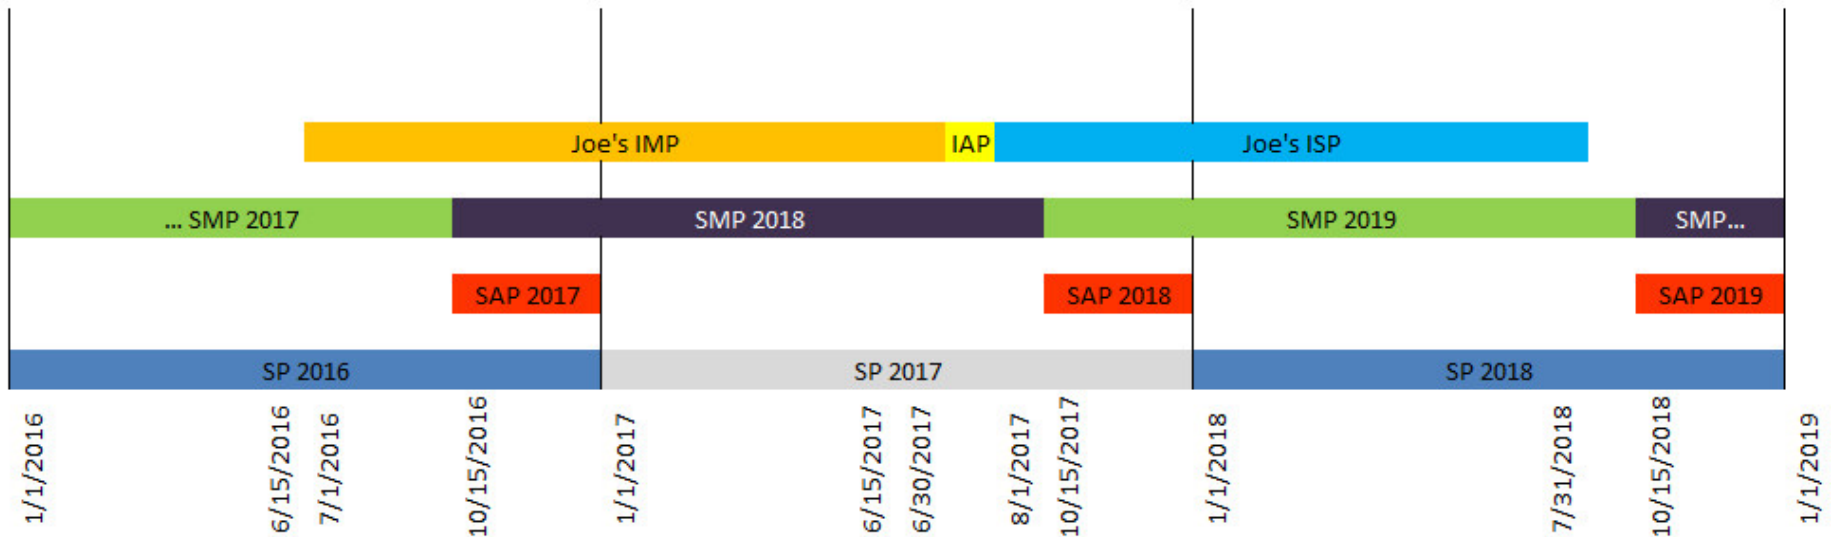 Joe's IMP
IAP
Joe's ISP
... SMP 2017
SMP 2018
SMP 2019
SMP...
SAP 2017
SAP 2018
SAP 2019
SP 2016
SP 2017
SP 2018
1/1/2016
6/15/2016
7/1/2016
10/15/2016
1/1/2017
6/15/2017
6/30/2017
8/1/2017
10/15/2017
1/1/2018
7/31/2018
10/15/2018
1/1/2019